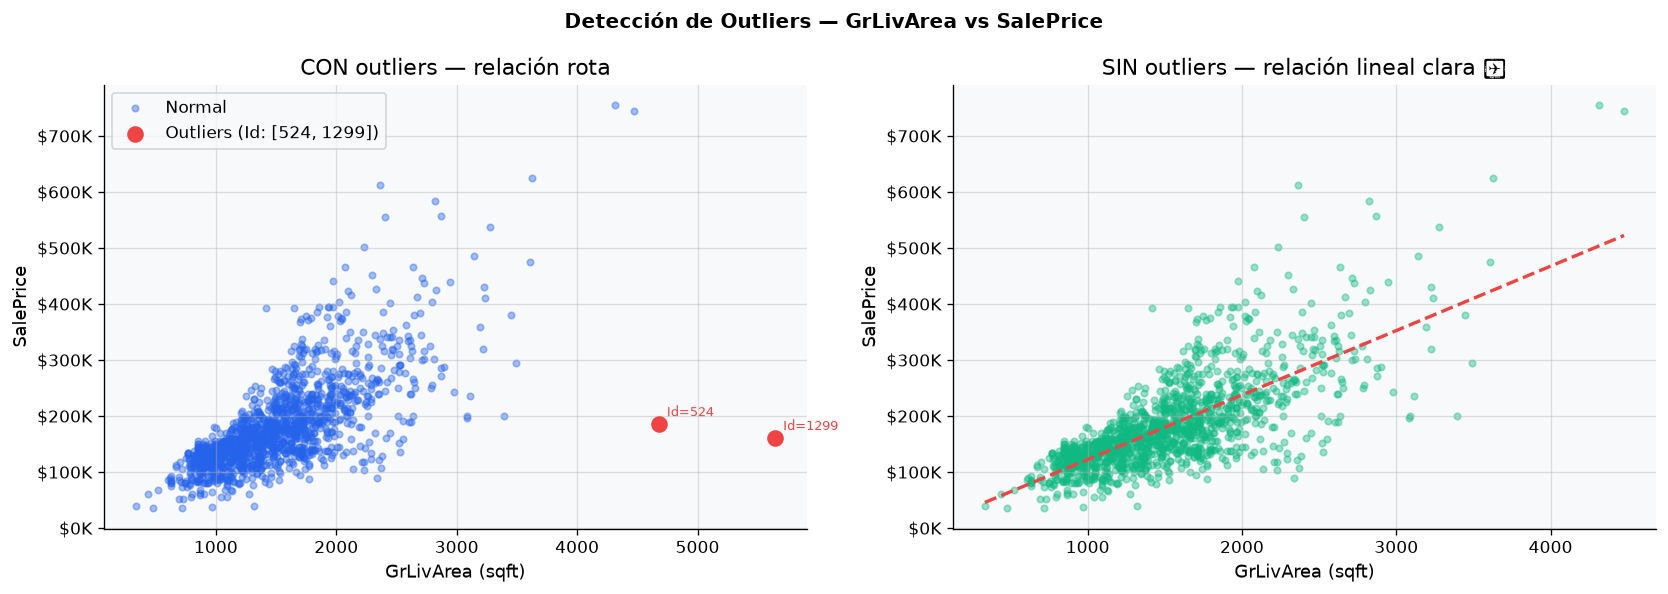 Detección de Outliers — GrLivArea vs SalePrice
CON outliers — relación rota
Normal
Outliers (Id: [524, 1299])
$700K
$600K
$500K
$400K
$300K
$200K
$100K
$0K
SalePrice
Id=524
Id=1299
1000 2000 3000 4000 5000
GrLivArea (sqft)
SIN outliers — relación lineal clara
$700K
$600K
$500K
$400K
$300K
$200K
$100K
$0K
SalePrice
1000 2000 3000 4000
GrLivArea (sqft)